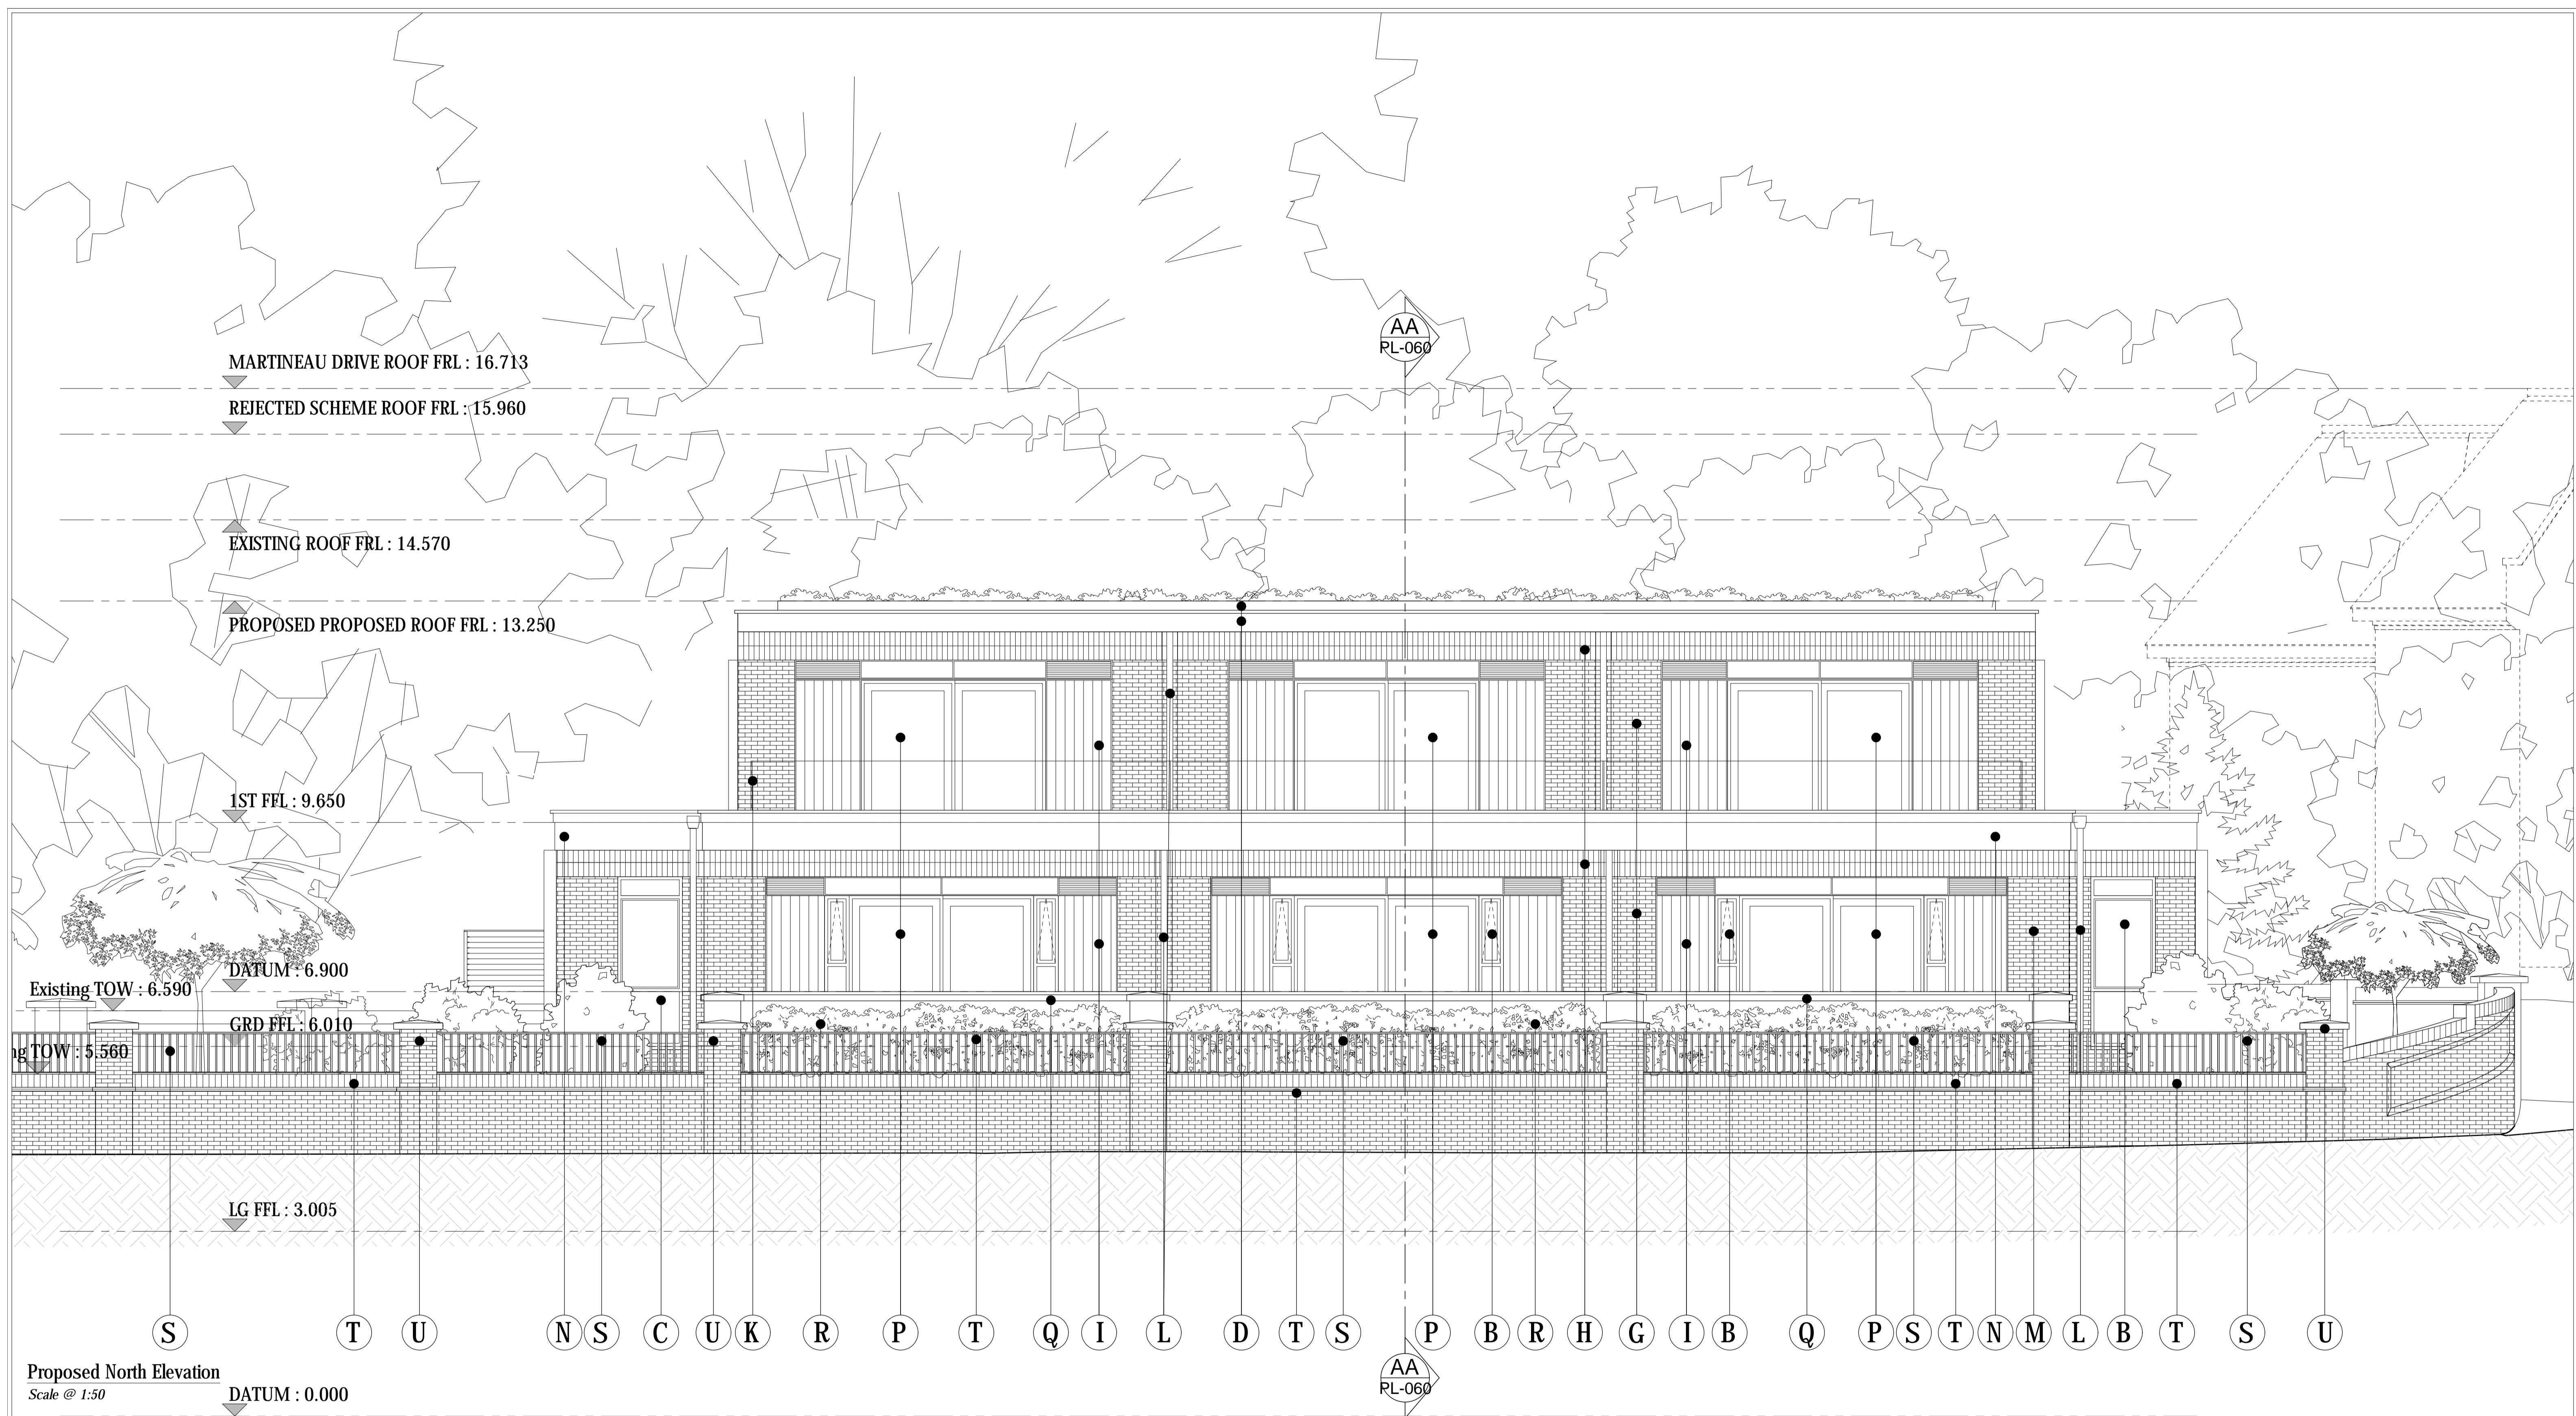 AA
PL-060
MARTINEAU DRIVE ROOF FRL : 16.713
REJECTED SCHEME ROOF FRL : 15.960
EXISTING ROOF FRL : 14.570
PROPOSED PROPOSED ROOF FRL : 13.250
1ST FFL : 9.650
DATUM : 6.900
Existing TOW : 6.590
GRD FFL : 6.010
ng TOW : 5.560
LG FFL : 3.005
S T U N S C U K R P T Q I L D T S P B R H G I B Q P S T N M L B T S U
Proposed North Elevation
Scale @ 1:50
DATUM : 0.000
AA
PL-060